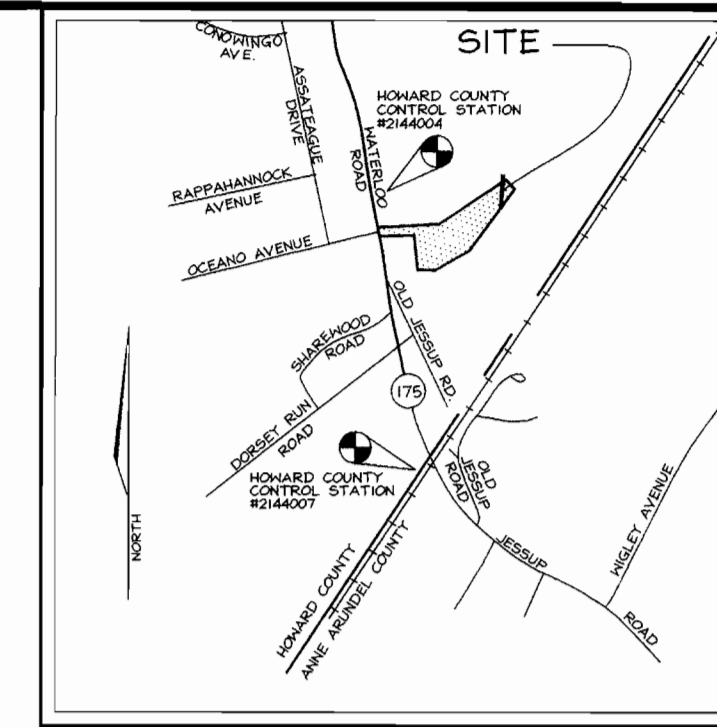 CONOWINGO
AVE.
SITE
ASSATEAGUE
DRIVE
HOWARD COUNTY
CONTROL STATION
#2144004
WATERLOO
ROAD
RAPPAHANNOCK
AVENUE
OCEANO AVENUE
OLD JESSUP RD.
SHAREWOOD
ROAD
175
DORSEY RUN
ROAD
HOWARD COUNTY
CONTROL STATION
#2144007
OLD
JESSUP
ROAD
WIGLEY AVENUE
NORTH
JESSUP
ROAD
HOWARD COUNTY
ANNE ARUNDEL COUNTY